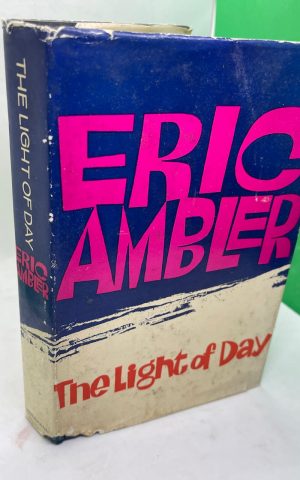 THE LIGHT OF DAY
ERIC
AMBLER
ERIC
AMBLER
The Light of Day